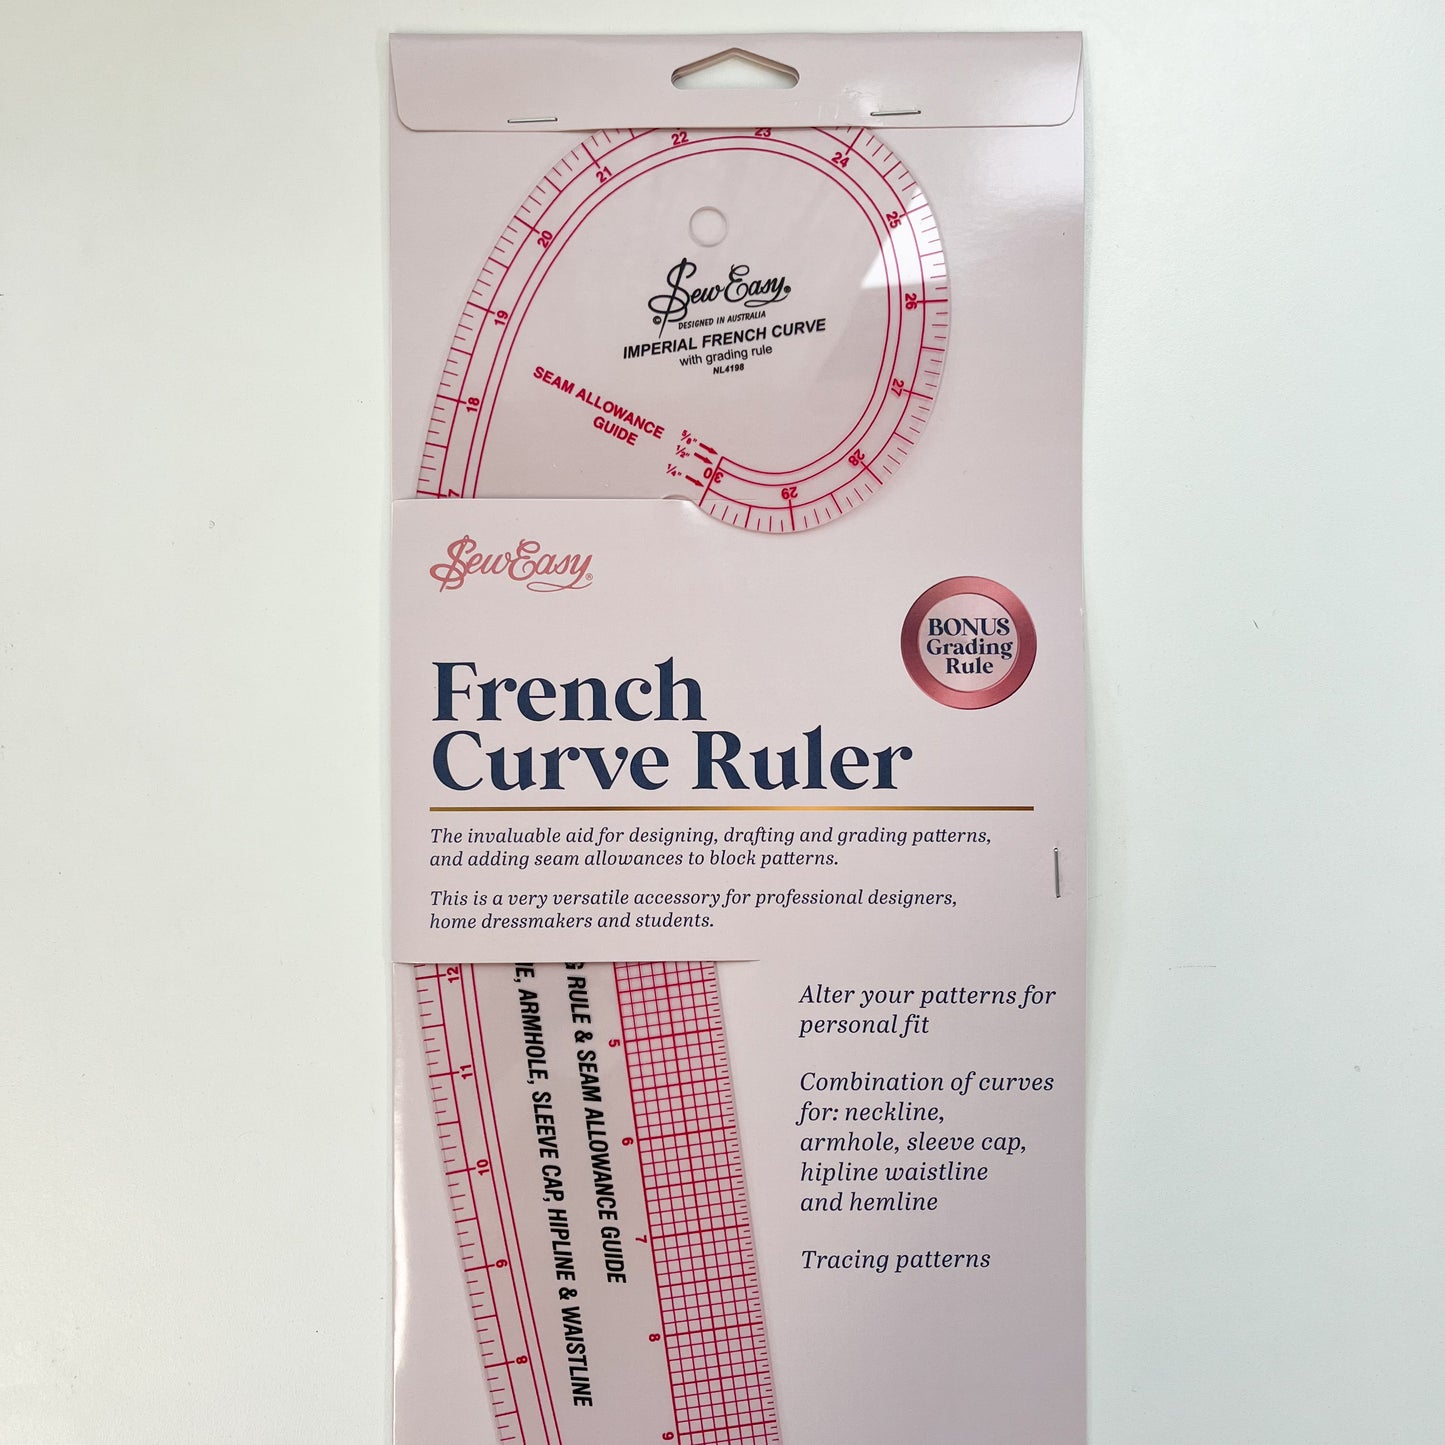 22
23
24
21
25
20
26
19
27
18
28
29
30
17
Sew Easy®
©
DESIGNED IN AUSTRALIA
IMPERIAL FRENCH CURVE
with grading rule
NL4198
SEAM ALLOWANCE
GUIDE
5/8"
1/2"
1/4"
Sew Easy®
BONUS
Grading
Rule
French
Curve Ruler
The invaluable aid for designing, drafting and grading patterns,
and adding seam allowances to block patterns.
This is a very versatile accessory for professional designers,
home dressmakers and students.
12
11
10
9
8
G RULE & SEAM ALLOWANCE GUIDE
NE, ARMHOLE, SLEEVE CAP, HIPLINE & WAISTLINE
5
6
7
8
9
Alter your patterns for
personal fit
Combination of curves
for: neckline,
armhole, sleeve cap,
hipline waistline
and hemline
Tracing patterns